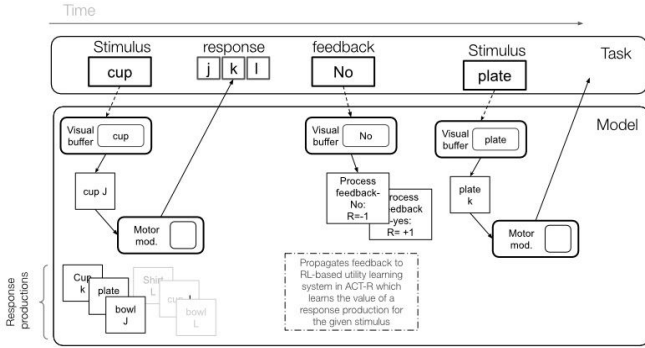 Time
Stimulus
response
feedback
Stimulus
Task
cup
j k l
No
plate
Model
Visual
buffer
cup
Visual
buffer
No
Visual
buffer
plate
cup J
Process
feedback-
No:
R=-1
Process
feedback
-yes:
R= +1
plate
k
Motor
mod.
Motor
mod.
Response
productions
Cup
k
plate
bowl
J
Shirt
L
cup
bowl
L
Propagates feedback to
RL-based utility learning
system in ACT-R which
learns the value of a
response production for
the given stimulus